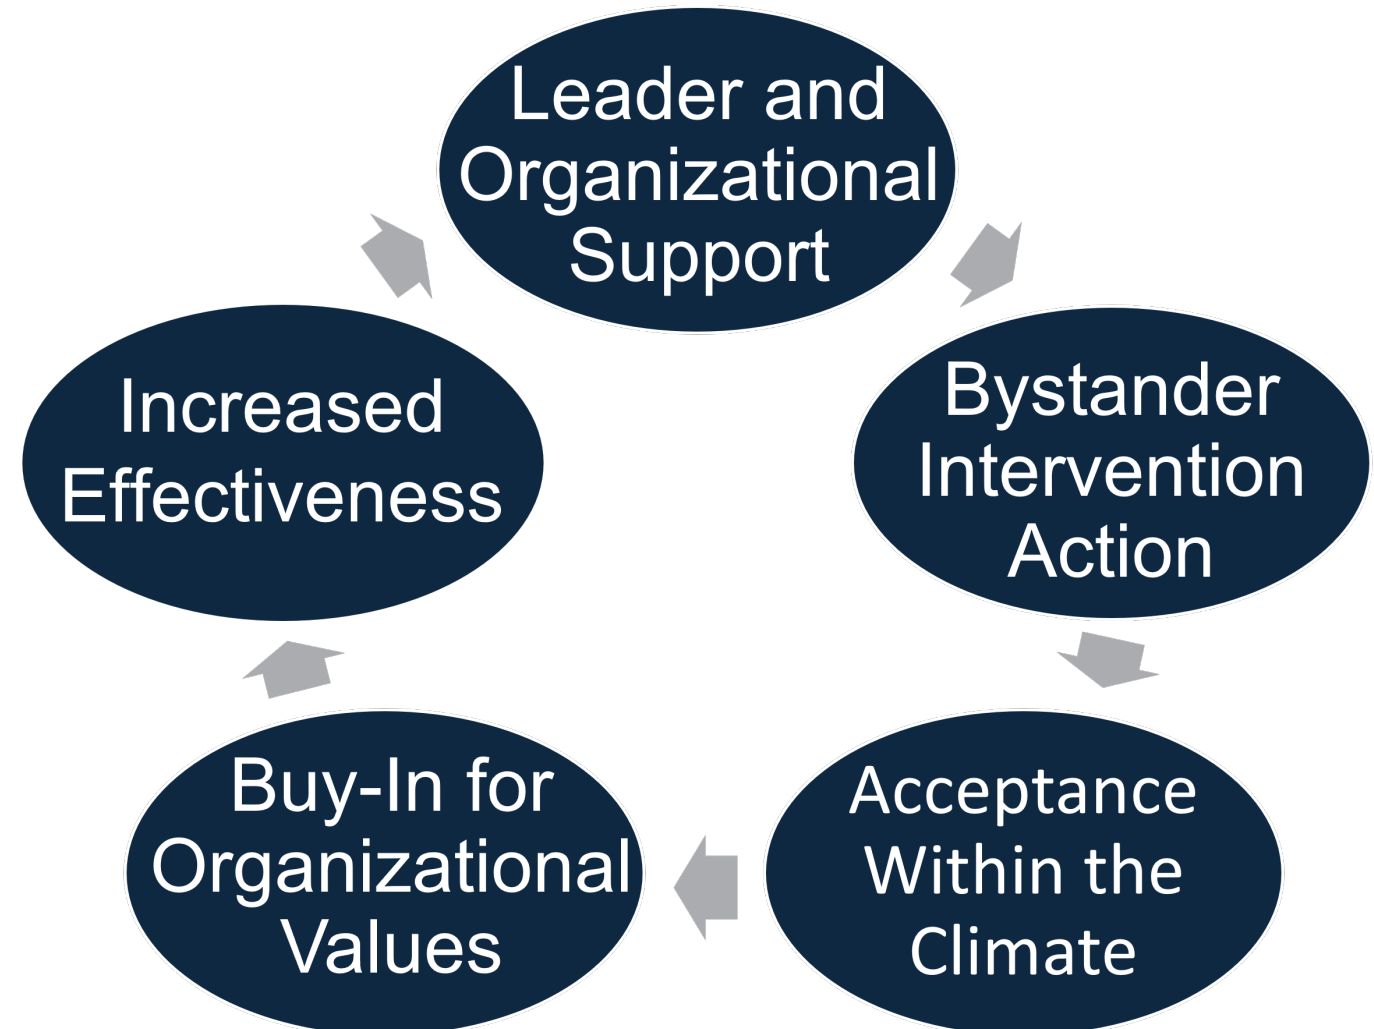 Leader and
Organizational
Support
Bystander
Intervention
Action
Acceptance
Within the
Climate
Buy-In for
Organizational
Values
Increased
Effectiveness